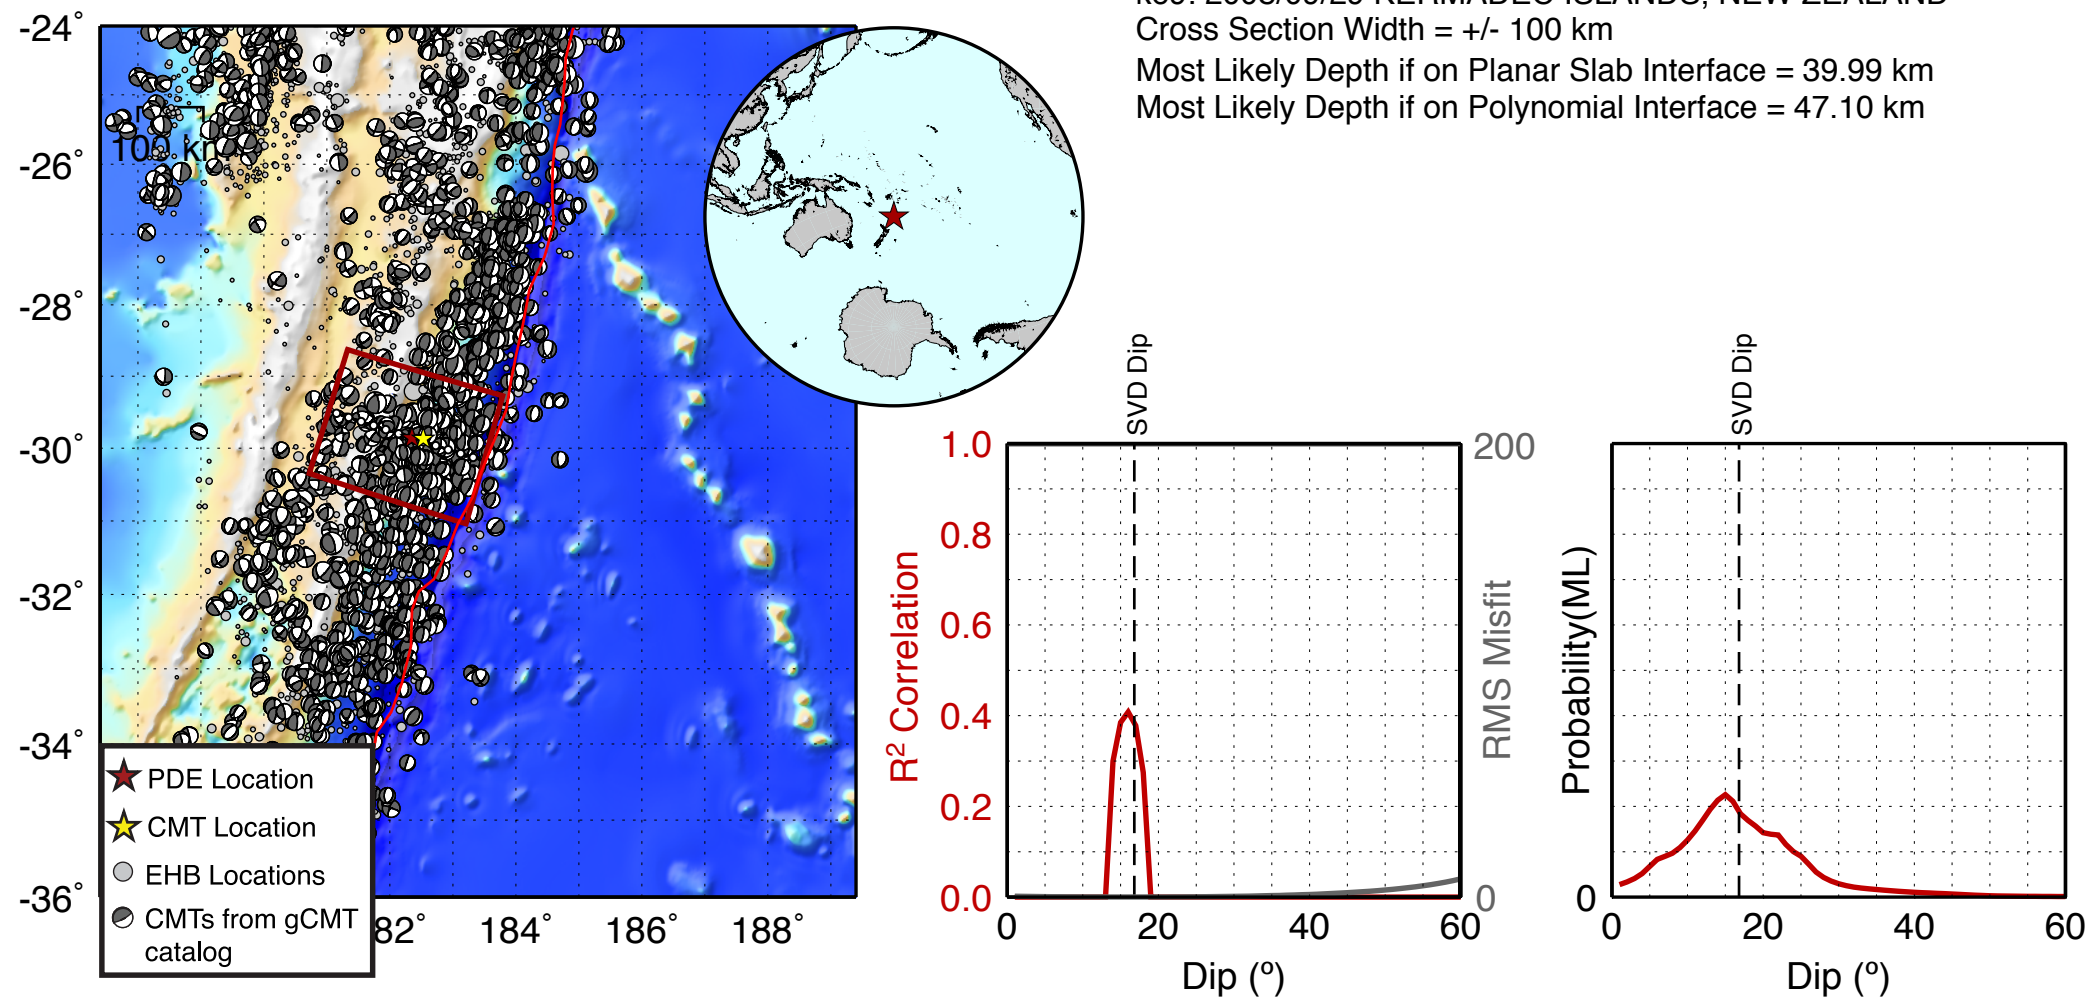 KERMADEC ISLANDS, NEW ZEALAND
Cross Section Width = +/- 100 km
Most Likely Depth if on Planar Slab Interface = 39.99 km
Most Likely Depth if on Polynomial Interface = 47.10 km
-24°
-26°
-28°
-30°
-32°
-34°
-36°
100 km
PDE Location
CMT Location
EHB Locations
CMTs from gCMT
catalog
82° 184° 186° 188°
SVD Dip
1.0
0.8
0.6
0.4
0.2
0.0
R² Correlation
200
0
RMS Misfit
0 20 40 60
Dip (º)
SVD Dip
Probability(ML)
0
0 20 40 60
Dip (º)